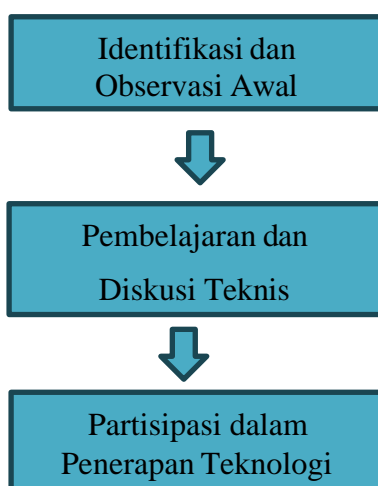 Identifikasi dan
Observasi Awal
Pembelajaran dan
Diskusi Teknis
Partisipasi dalam
Penerapan Teknologi